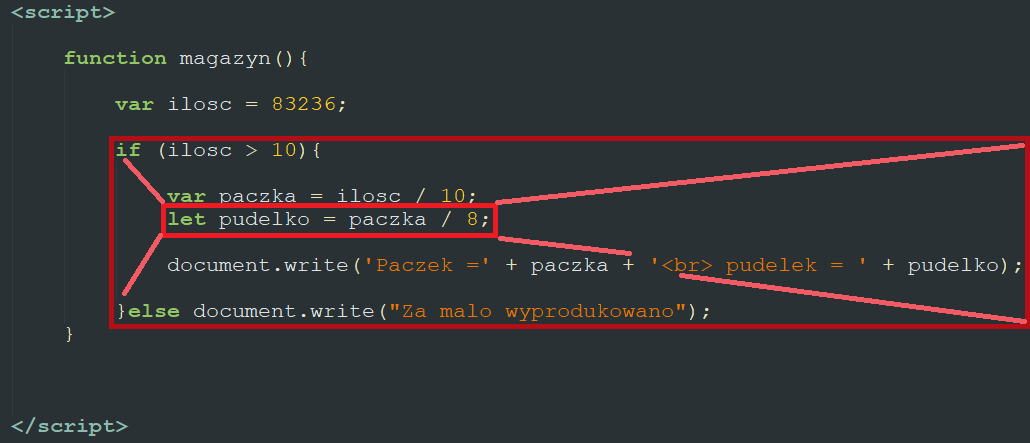 <script>
function magazyn(){
var ilosc = 83236;
if (ilosc > 10){
var paczka = ilosc / 10;
let pudelko = paczka / 8;
document.write('Paczek =' + paczka + '<br> pudelek = ' + pudelko);
}else document.write("Za malo wyprodukowano");
}
</script>